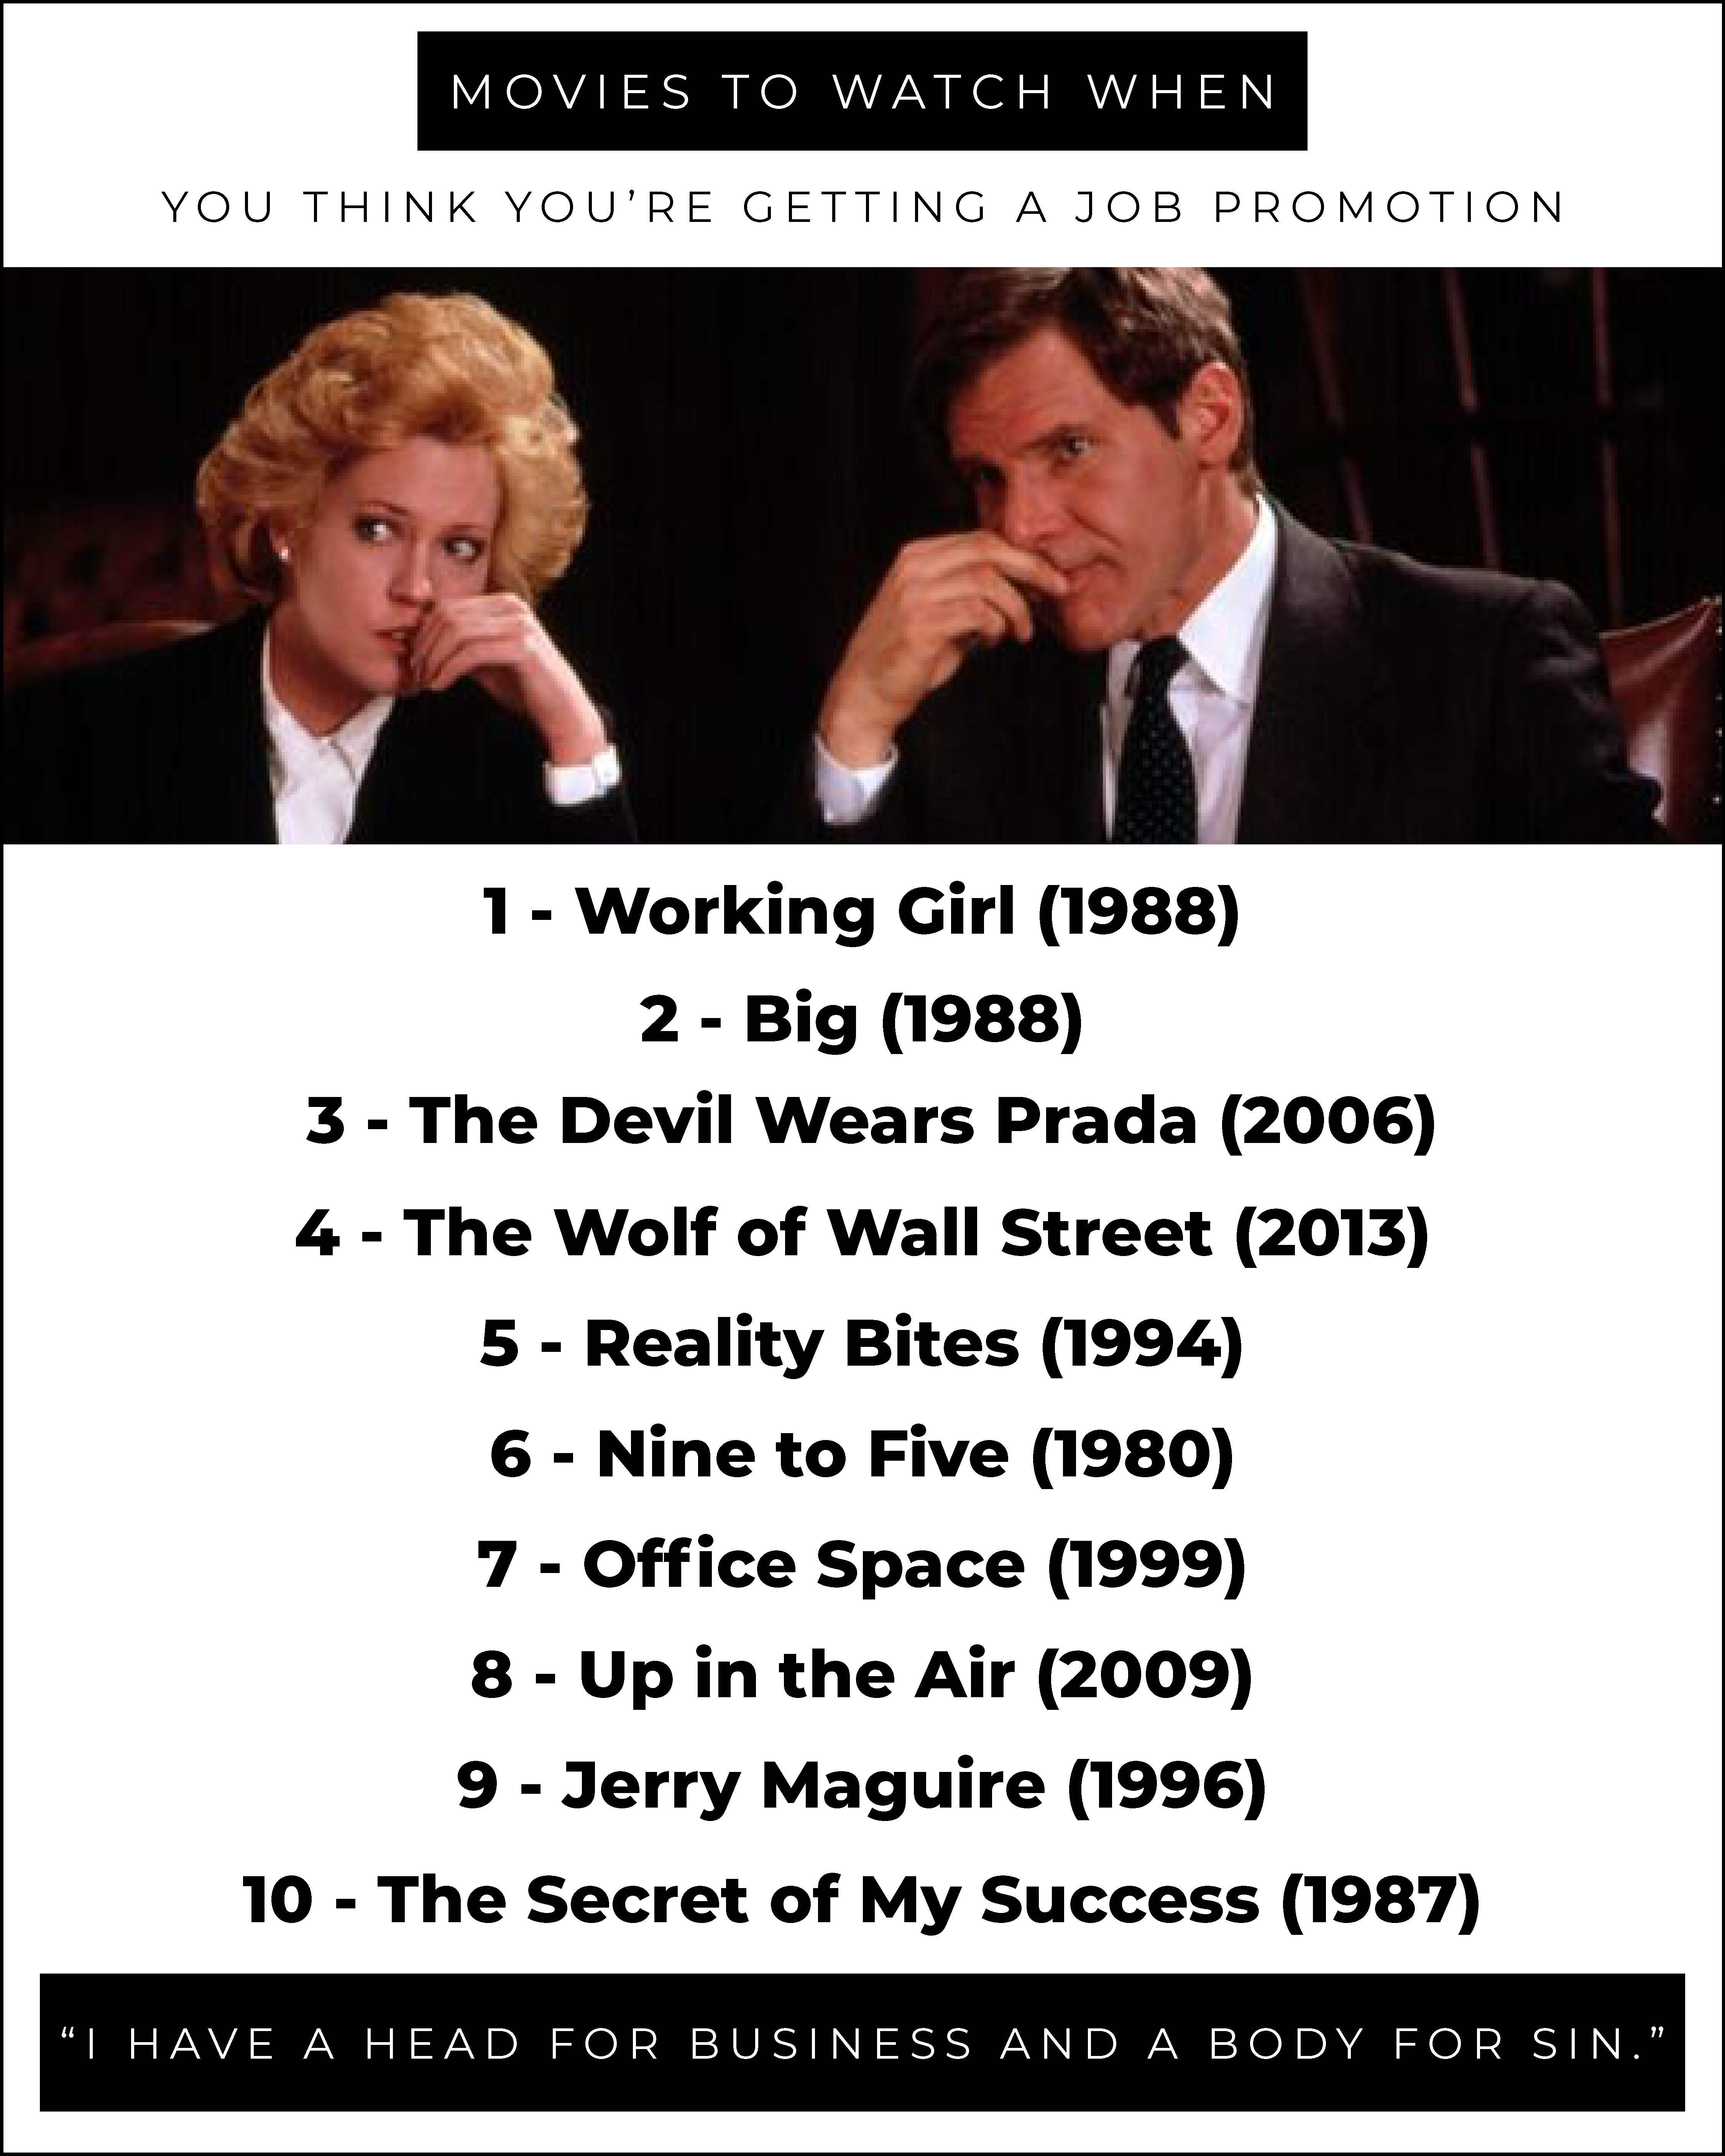 MOVIES TO WATCH WHEN
YOU THINK YOU’RE GETTING A JOB PROMOTION
1 - Working Girl (1988)
2 - Big (1988)
3 - The Devil Wears Prada (2006)
4 - The Wolf of Wall Street (2013)
5 - Reality Bites (1994)
6 - Nine to Five (1980)
7 - Office Space (1999)
8 - Up in the Air (2009)
9 - Jerry Maguire (1996)
10 - The Secret of My Success (1987)
“I HAVE A HEAD FOR BUSINESS AND A BODY FOR SIN.”